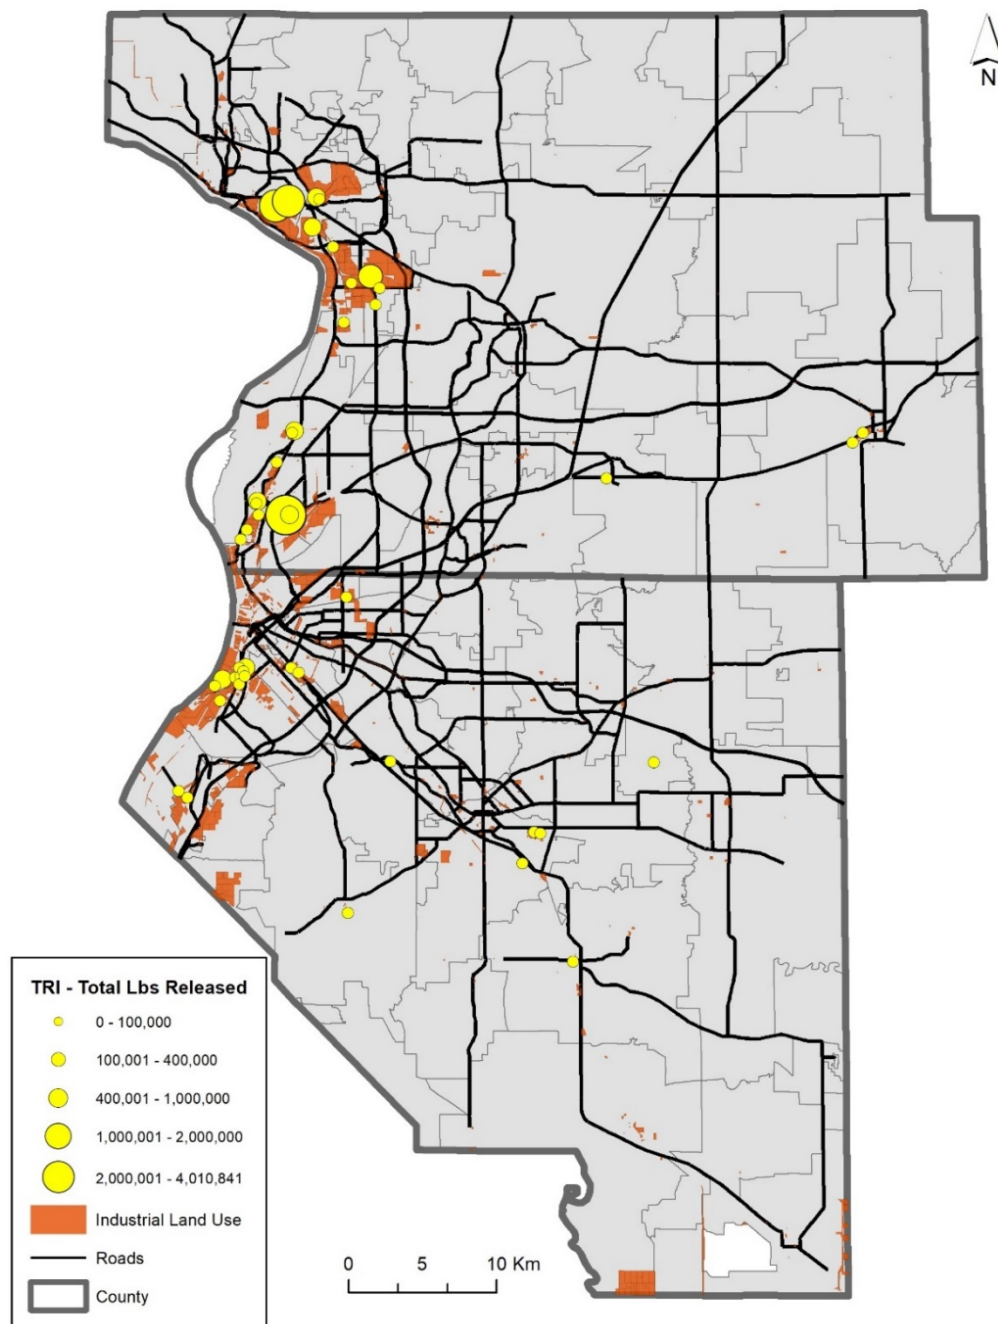 N
TRI - Total Lbs Released
0 - 100,000
100,001 - 400,000
400,001 - 1,000,000
1,000,001 - 2,000,000
2,000,001 - 4,010,841
Industrial Land Use
Roads
County
0 5 10 Km